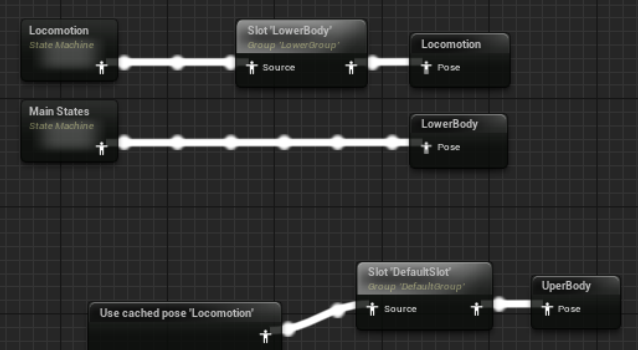 Locomotion
State Machine
Slot 'LowerBody'
Group 'LowerGroup'
Source
Locomotion
Pose
Main States
State Machine
LowerBody
Pose
Slot 'DefaultSlot'
Group 'DefaultGroup'
Source
UperBody
Pose
Use cached pose 'Locomotion'